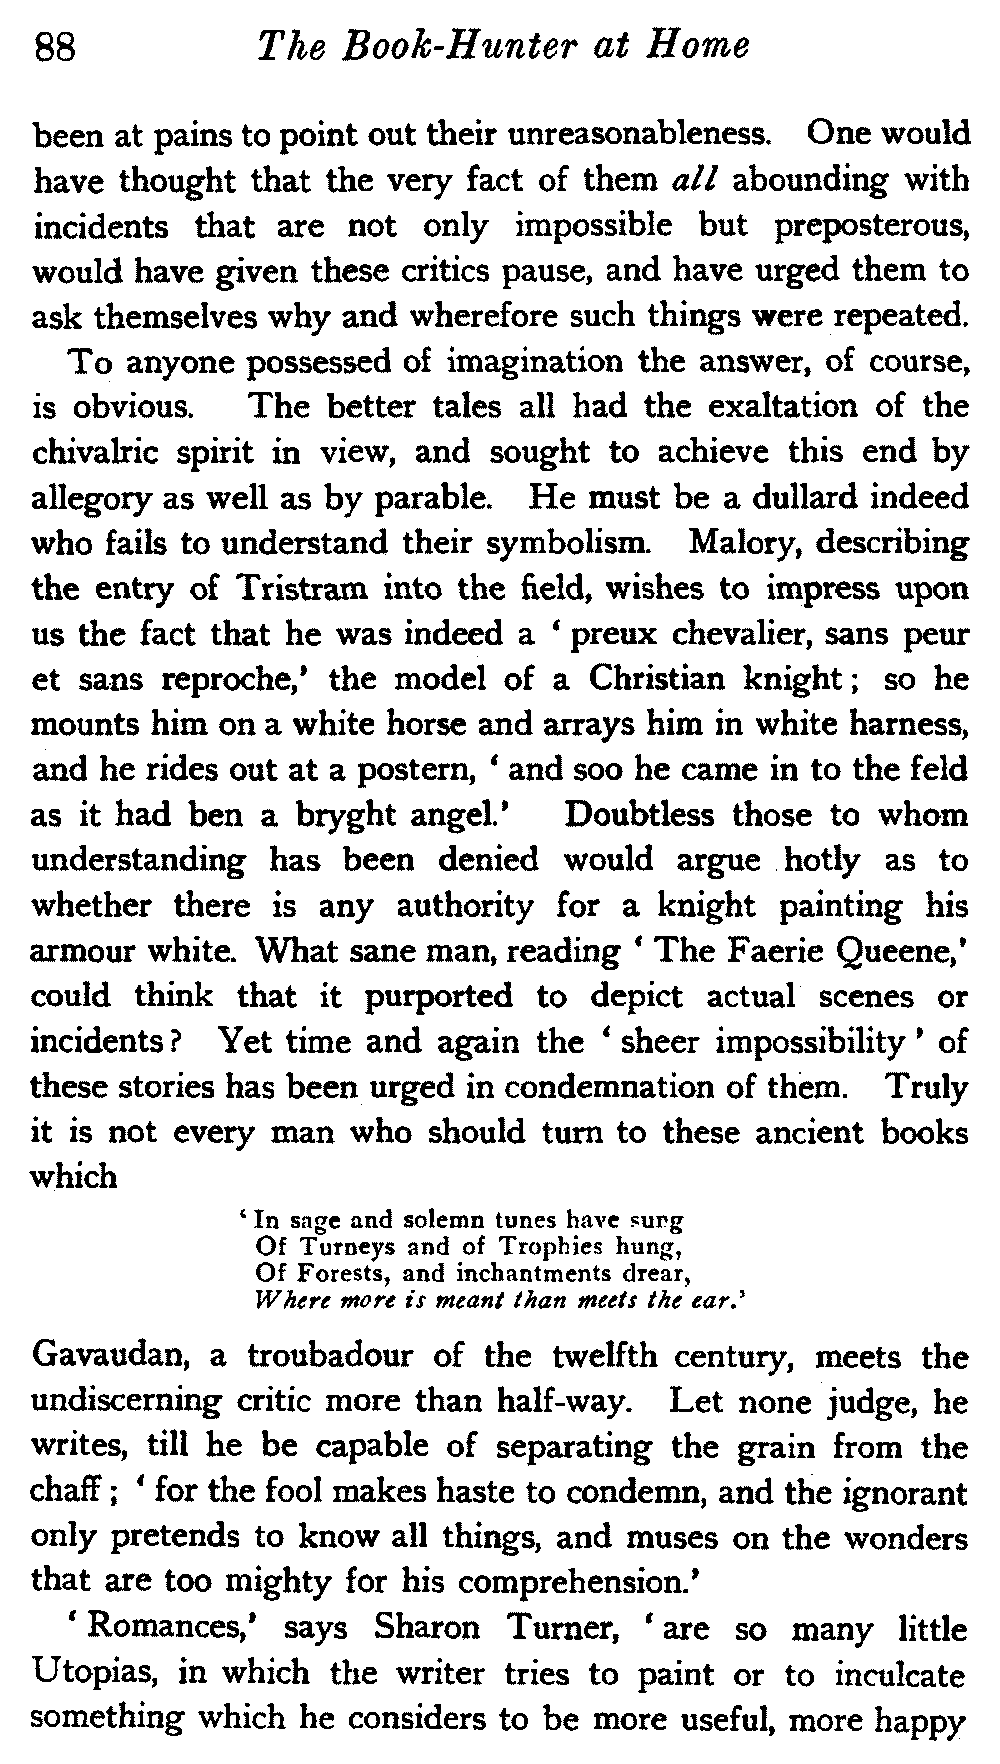 88 The Book-Hunter at Home
been at pains to point out their unreasonableness. One would
have thought that the very fact of them all abounding with
incidents that are not only impossible but preposterous,
would have given these critics pause, and have urged them to
ask themselves why and wherefore such things were repeated.
To anyone possessed of imagination the answer, of course,
is obvious. The better tales all had the exaltation of the
chivalric spirit in view, and sought to achieve this end by
allegory as well as by parable. He must be a dullard indeed
who fails to understand their symbolism. Malory, describing
the entry of Tristram into the field, wishes to impress upon
us the fact that he was indeed a ‘ preux chevalier, sans peur
et sans reproche,’ the model of a Christian knight ; so he
mounts him on a white horse and arrays him in white harness,
and he rides out at a postern, ‘ and soo he came in to the feld
as it had ben a bryght angel.’ Doubtless those to whom
understanding has been denied would argue hotly as to
whether there is any authority for a knight painting his
armour white. What sane man, reading ‘ The Faerie Queene,’
could think that it purported to depict actual scenes or
incidents ? Yet time and again the ‘ sheer impossibility ’ of
these stories has been urged in condemnation of them. Truly
it is not every man who should turn to these ancient books
which
‘ In sage and solemn tunes have sung
Of Turneys and of Trophies hung,
Of Forests, and inchantments drear,
Where more is meant than meets the ear.’
Gavaudan, a troubadour of the twelfth century, meets the
undiscerning critic more than half-way. Let none judge, he
writes, till he be capable of separating the grain from the
chaff ; ‘ for the fool makes haste to condemn, and the ignorant
only pretends to know all things, and muses on the wonders
that are too mighty for his comprehension.’
‘ Romances,’ says Sharon Turner, ‘ are so many little
Utopias, in which the writer tries to paint or to inculcate
something which he considers to be more useful, more happy